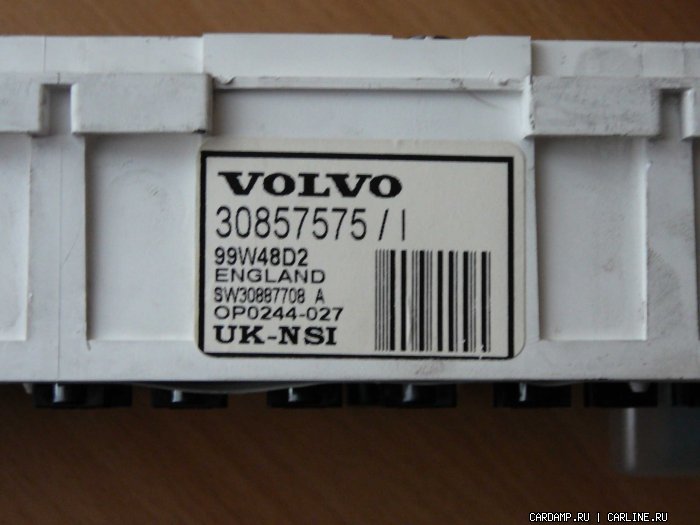 VOLVO
30857575 / I
99W48D2
ENGLAND
SW30887708 A
OP0244-027
UK-NSI
CARDAMP.RU | CARLINE.RU